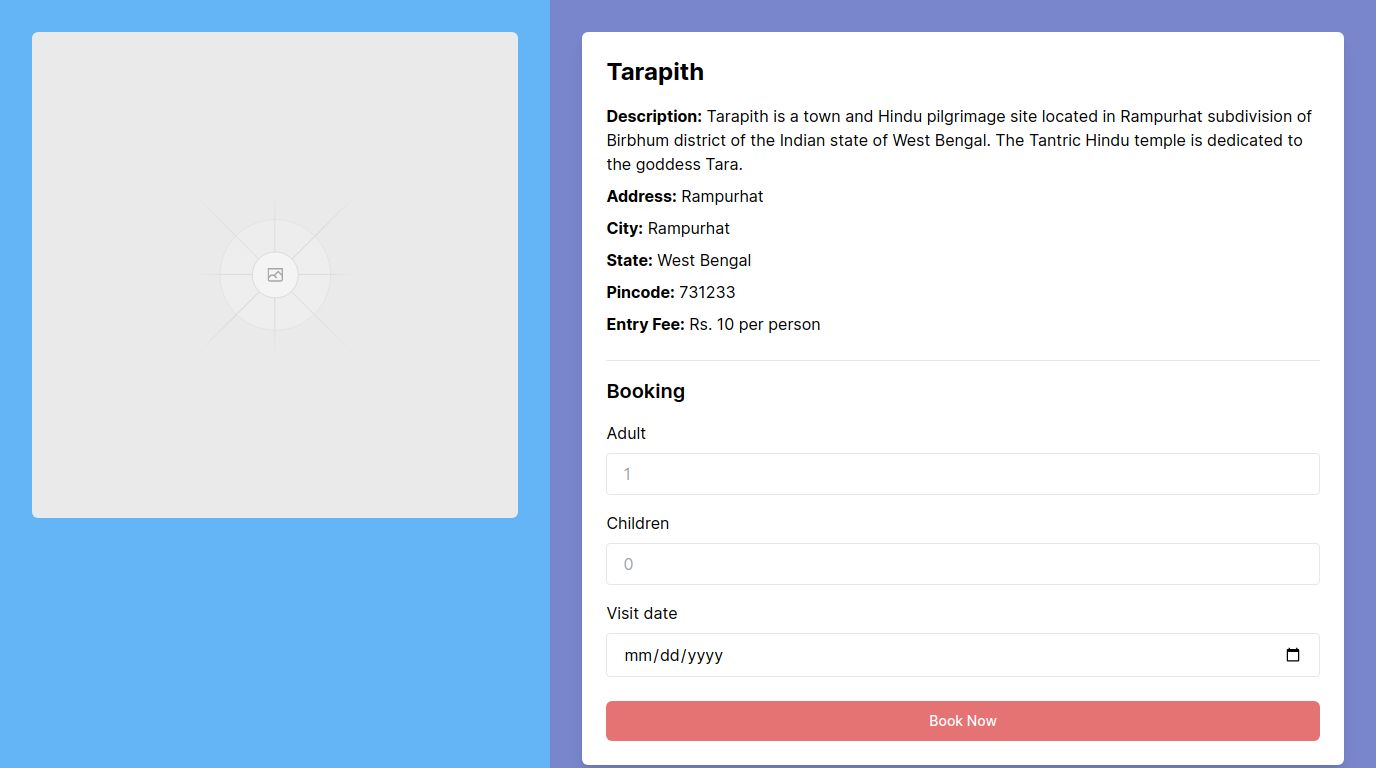 Tarapith
Description: Tarapith is a town and Hindu pilgrimage site located in Rampurhat subdivision of
Birbhum district of the Indian state of West Bengal. The Tantric Hindu temple is dedicated to
the goddess Tara.
Address: Rampurhat
City: Rampurhat
State: West Bengal
Pincode: 731233
Entry Fee: Rs. 10 per person
Booking
Adult
1
Children
0
Visit date
mm/dd/yyyy
Book Now